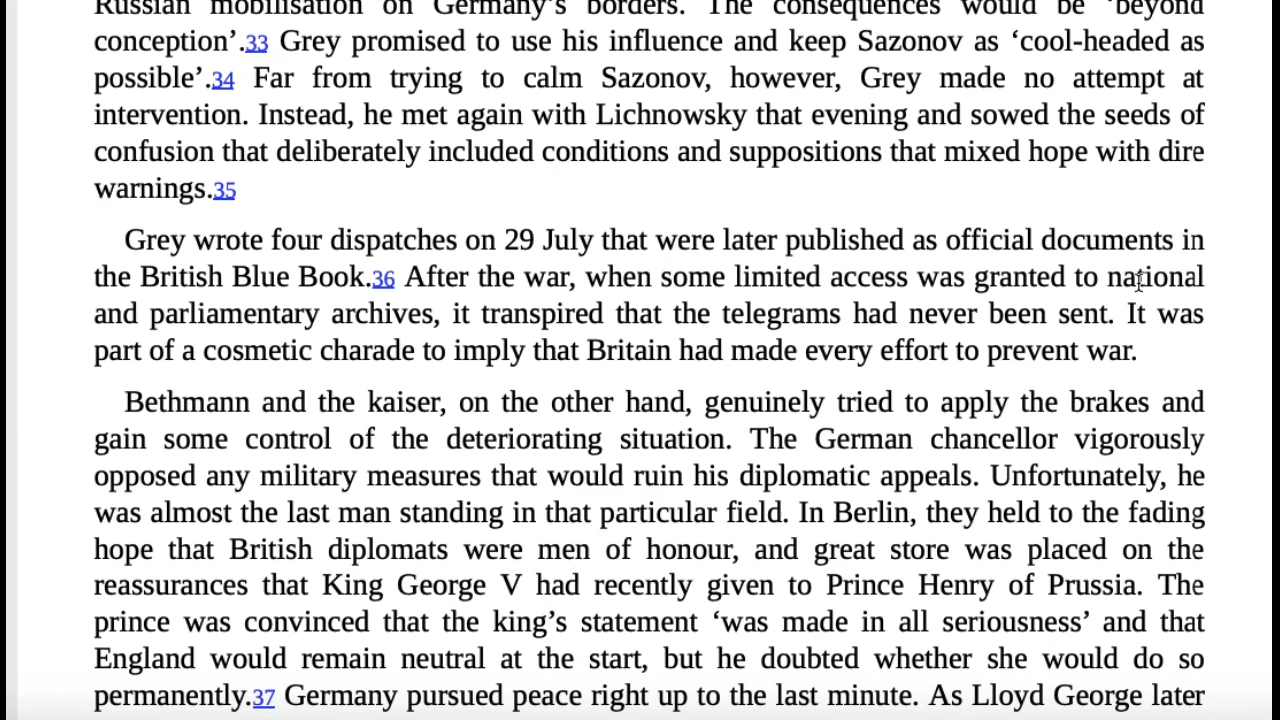 Russian mobilisation on Germany’s borders. The consequences would be ‘beyond
conception’.33 Grey promised to use his influence and keep Sazonov as ‘cool-headed as
possible’.34 Far from trying to calm Sazonov, however, Grey made no attempt at
intervention. Instead, he met again with Lichnowsky that evening and sowed the seeds of
confusion that deliberately included conditions and suppositions that mixed hope with dire
warnings.35
Grey wrote four dispatches on 29 July that were later published as official documents in
the British Blue Book.36 After the war, when some limited access was granted to national
and parliamentary archives, it transpired that the telegrams had never been sent. It was
part of a cosmetic charade to imply that Britain had made every effort to prevent war.
Bethmann and the kaiser, on the other hand, genuinely tried to apply the brakes and
gain some control of the deteriorating situation. The German chancellor vigorously
opposed any military measures that would ruin his diplomatic appeals. Unfortunately, he
was almost the last man standing in that particular field. In Berlin, they held to the fading
hope that British diplomats were men of honour, and great store was placed on the
reassurances that King George V had recently given to Prince Henry of Prussia. The
prince was convinced that the king’s statement ‘was made in all seriousness’ and that
England would remain neutral at the start, but he doubted whether she would do so
permanently.37 Germany pursued peace right up to the last minute. As Lloyd George later